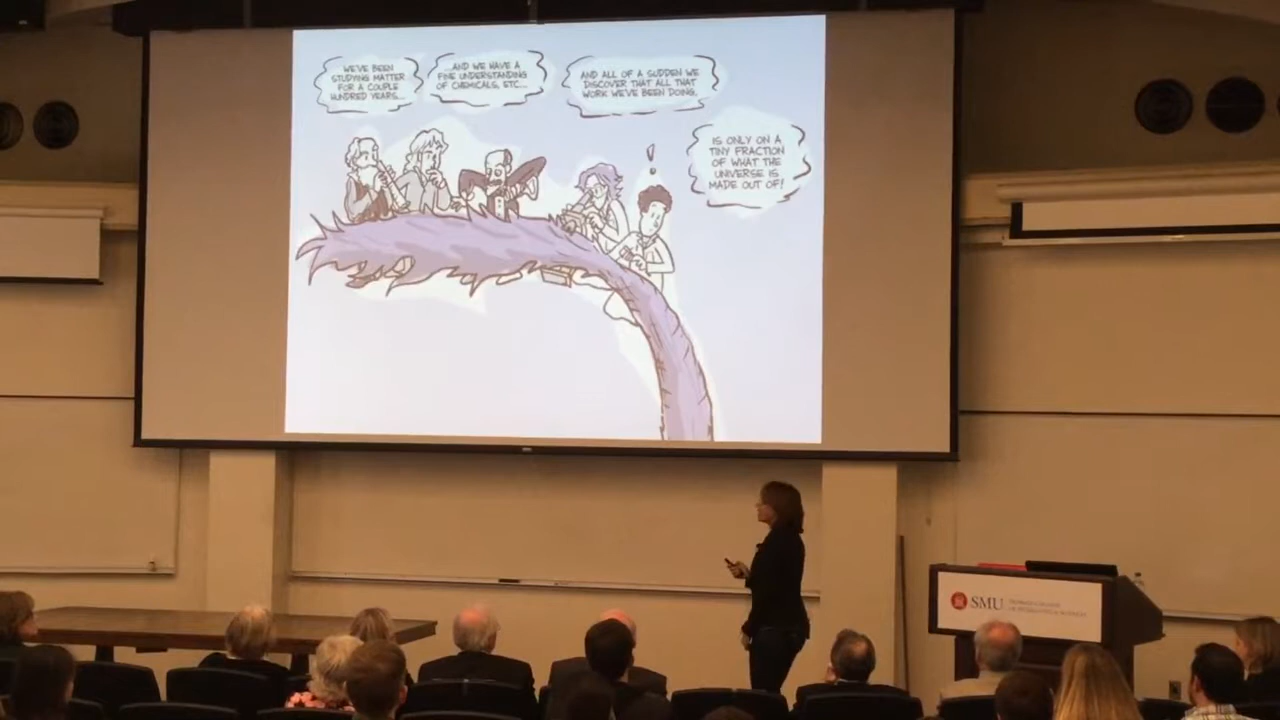 WE'VE BEEN
STUDYING MATTER
FOR A COUPLE
HUNDRED YEARS...
...AND WE HAVE A
FINE UNDERSTANDING
OF CHEMICALS, ETC...
AND ALL OF A SUDDEN WE
DISCOVER THAT ALL THAT
WORK WE'VE BEEN DOING,
!
IS ONLY ON A
TINY FRACTION
OF WHAT THE
UNIVERSE IS
MADE OUT OF!
SMU